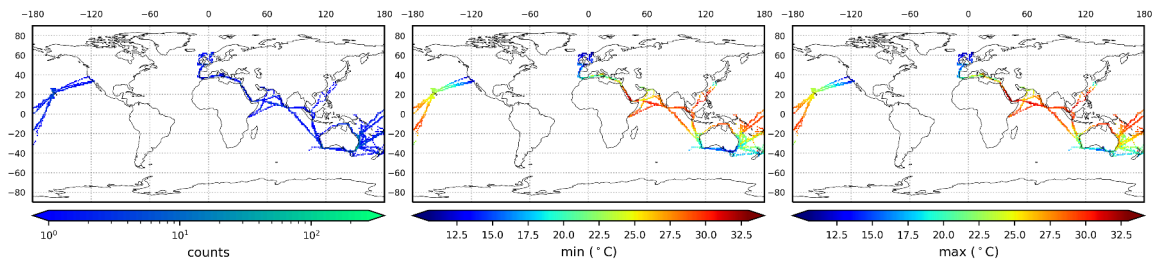 −180 −120 −60 0 60 120 180 −180 −120 −60 0 60 120 180 −180 −120 −60 0 60 120 180
80 80 80
60 60 60
40 40 40
20 20 20
0 0 0
−20 −20 −20
−40 −40 −40
−60 −60 −60
−80 −80 −80
10⁰ 10¹ 10² 12.5 15.0 17.5 20.0 22.5 25.0 27.5 30.0 32.5 12.5 15.0 17.5 20.0 22.5 25.0 27.5 30.0 32.5
counts min (°C) max (°C)